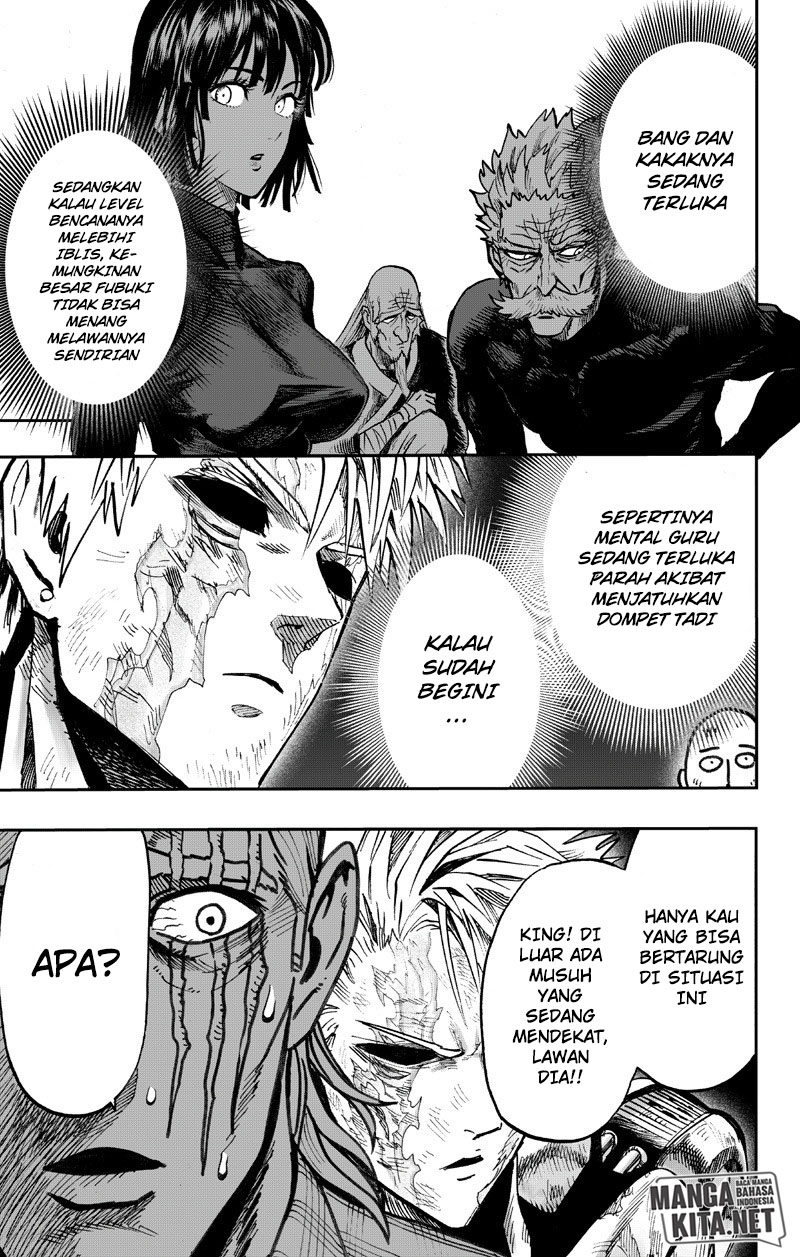 BANG DAN
KAKAKNYA
SEDANG
TERLUKA
SEDANGKAN
KALAU LEVEL
BENCANANYA
MELEBIHI
IBLIS, KE-
MUNGKINAN
BESAR FUBUKI
TIDAK BISA
MENANG
MELAWANNYA
SENDIRIAN
SEPERTINYA
MENTAL GURU
SEDANG TERLUKA
PARAH AKIBAT
MENJATUHKAN
DOMPET TADI
KALAU
SUDAH
BEGINI
...
HANYA KAU
YANG BISA
BERTARUNG
DI SITUASI
INI
KING! DI
LUAR ADA
MUSUH
YANG
SEDANG
MENDEKAT,
LAWAN
DIA!!
APA?
MANGA
BACA MANGA
BAHASA
INDONESIA
KITA.NET